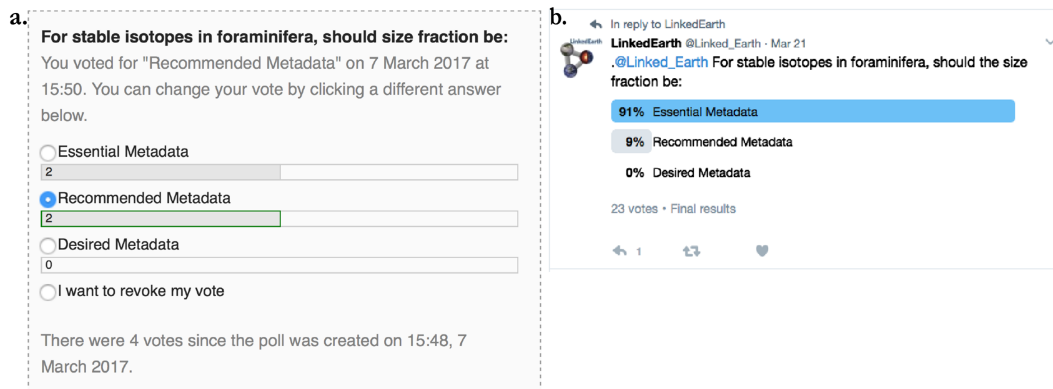 a.
For stable isotopes in foraminifera, should size fraction be:
You voted for "Recommended Metadata" on 7 March 2017 at
15:50. You can change your vote by clicking a different answer
below.
Essential Metadata
2
Recommended Metadata
2
Desired Metadata
0
I want to revoke my vote
There were 4 votes since the poll was created on 15:48, 7
March 2017.
b.
In reply to LinkedEarth
LinkedEarth
LinkedEarth @Linked_Earth · Mar 21
.@Linked_Earth For stable isotopes in foraminifera, should the size
fraction be:
91% Essential Metadata
9% Recommended Metadata
0% Desired Metadata
23 votes • Final results
1